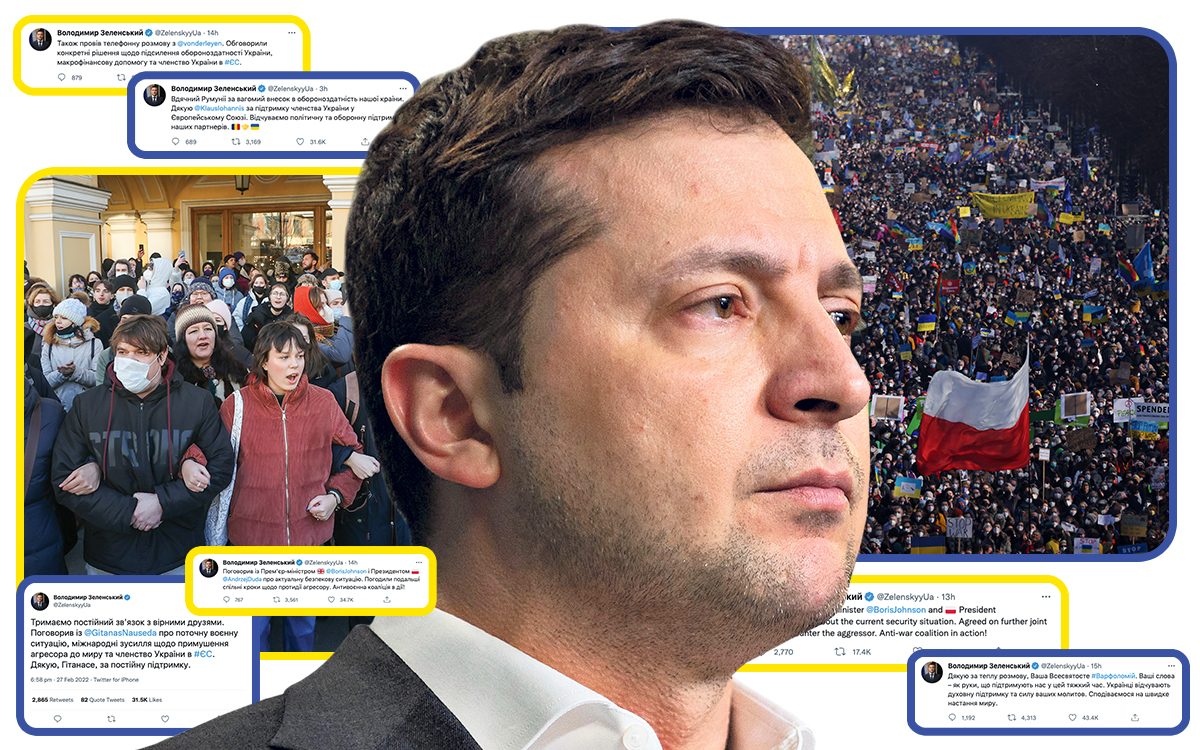 Володимир Зеленський @ZelenskyyUa · 14h
Також провів телефонну розмову з @vonderleyen. Обговорили
конкретні рішення щодо підсилення обороноздатності України,
макрофінансову допомогу та членство України в #ЄС.
879
Володимир Зеленський @ZelenskyyUa · 3h
Вдячний Румунії за вагомий внесок в обороноздатність нашої країни.
Дякую @KlausIohannis за підтримку членства України у
Європейському Союзі. Відчуваємо політичну та оборонну
наших партнерів. 🇷🇴🤝🇺🇦
689 3,169 31.6K
STRONG
SPENDE
STOP
Володимир Зеленський @ZelenskyyUa · 14h
Поговорив із Прем'єр-міністром 🇬🇧 @BorisJohnson і Президентом 🇵🇱
@AndrzejDuda про актуальну безпекову ситуацію. Погодили подальші
спільні кроки щодо протидії агресору. Антивоєнна коаліція в дії!
767 3,561 34.7K
Володимир Зеленський
@ZelenskyyUa
Тримаємо постійний зв'язок з вірними друзями.
Поговорив із @GitanasNauseda про поточну воєнну
ситуацію, міжнародні зусилля щодо примушення
агресора до миру та членство України в #ЄС.
Дякую, Гітанасе, за постійну підтримку.
6:58 pm · 27 Feb 2022 · Twitter for iPhone
2,865 Retweets 82 Quote Tweets 31.5K Likes
@ZelenskyyUa · 13h
@BorisJohnson and 🇵🇱 President
the current security situation. Agreed on further joint
the aggressor. Anti-war coalition in action!
2,770 17.4K
Володимир Зеленський @ZelenskyyUa · 15h
Дякую за теплу розмову, Ваша Всесвятосте #Варфоломій. Ваші слова
– як руки, що підтримують нас у цей тяжкий час. Українці відчувають
духовну підтримку та силу ваших молитов. Сподіваємося на швидке
настання миру.
1,192 4,313 43.4K